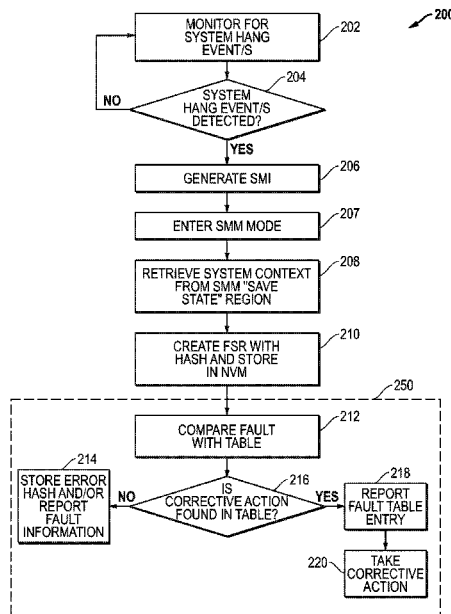 200
MONITOR FOR
SYSTEM HANG
EVENT/S
202
204
SYSTEM
HANG EVENT/S
DETECTED?
NO
YES
GENERATE SMI
206
ENTER SMM MODE
207
RETRIEVE SYSTEM CONTEXT
FROM SMM "SAVE
STATE" REGION
208
CREATE FSR WITH
HASH AND STORE
IN NVM
210
250
COMPARE FAULT
WITH TABLE
212
214
STORE ERROR
HASH AND/OR
REPORT
FAULT
INFORMATION
NO
IS
CORRECTIVE ACTION
FOUND IN TABLE?
216
YES
218
REPORT
FAULT TABLE
ENTRY
220
TAKE
CORRECTIVE
ACTION